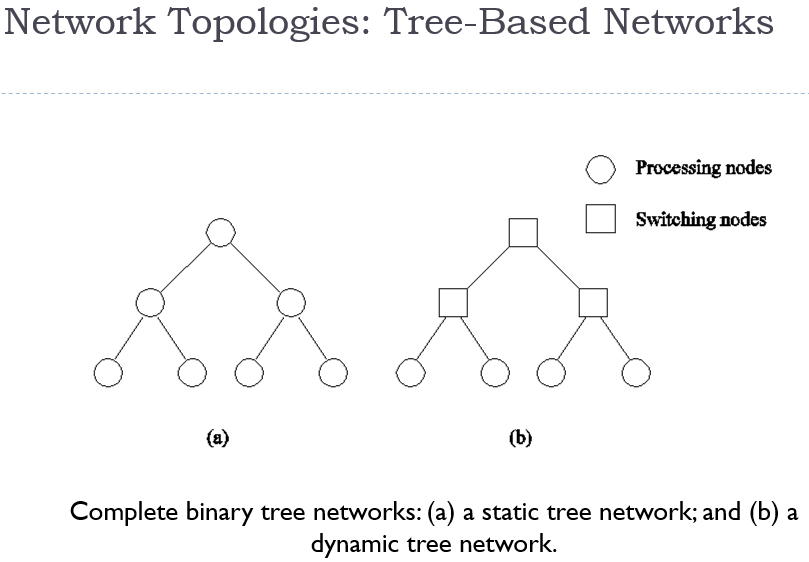 Network Topologies: Tree-Based Networks
Processing nodes
Switching nodes
(a)
(b)
Complete binary tree networks: (a) a static tree network; and (b) a
dynamic tree network.